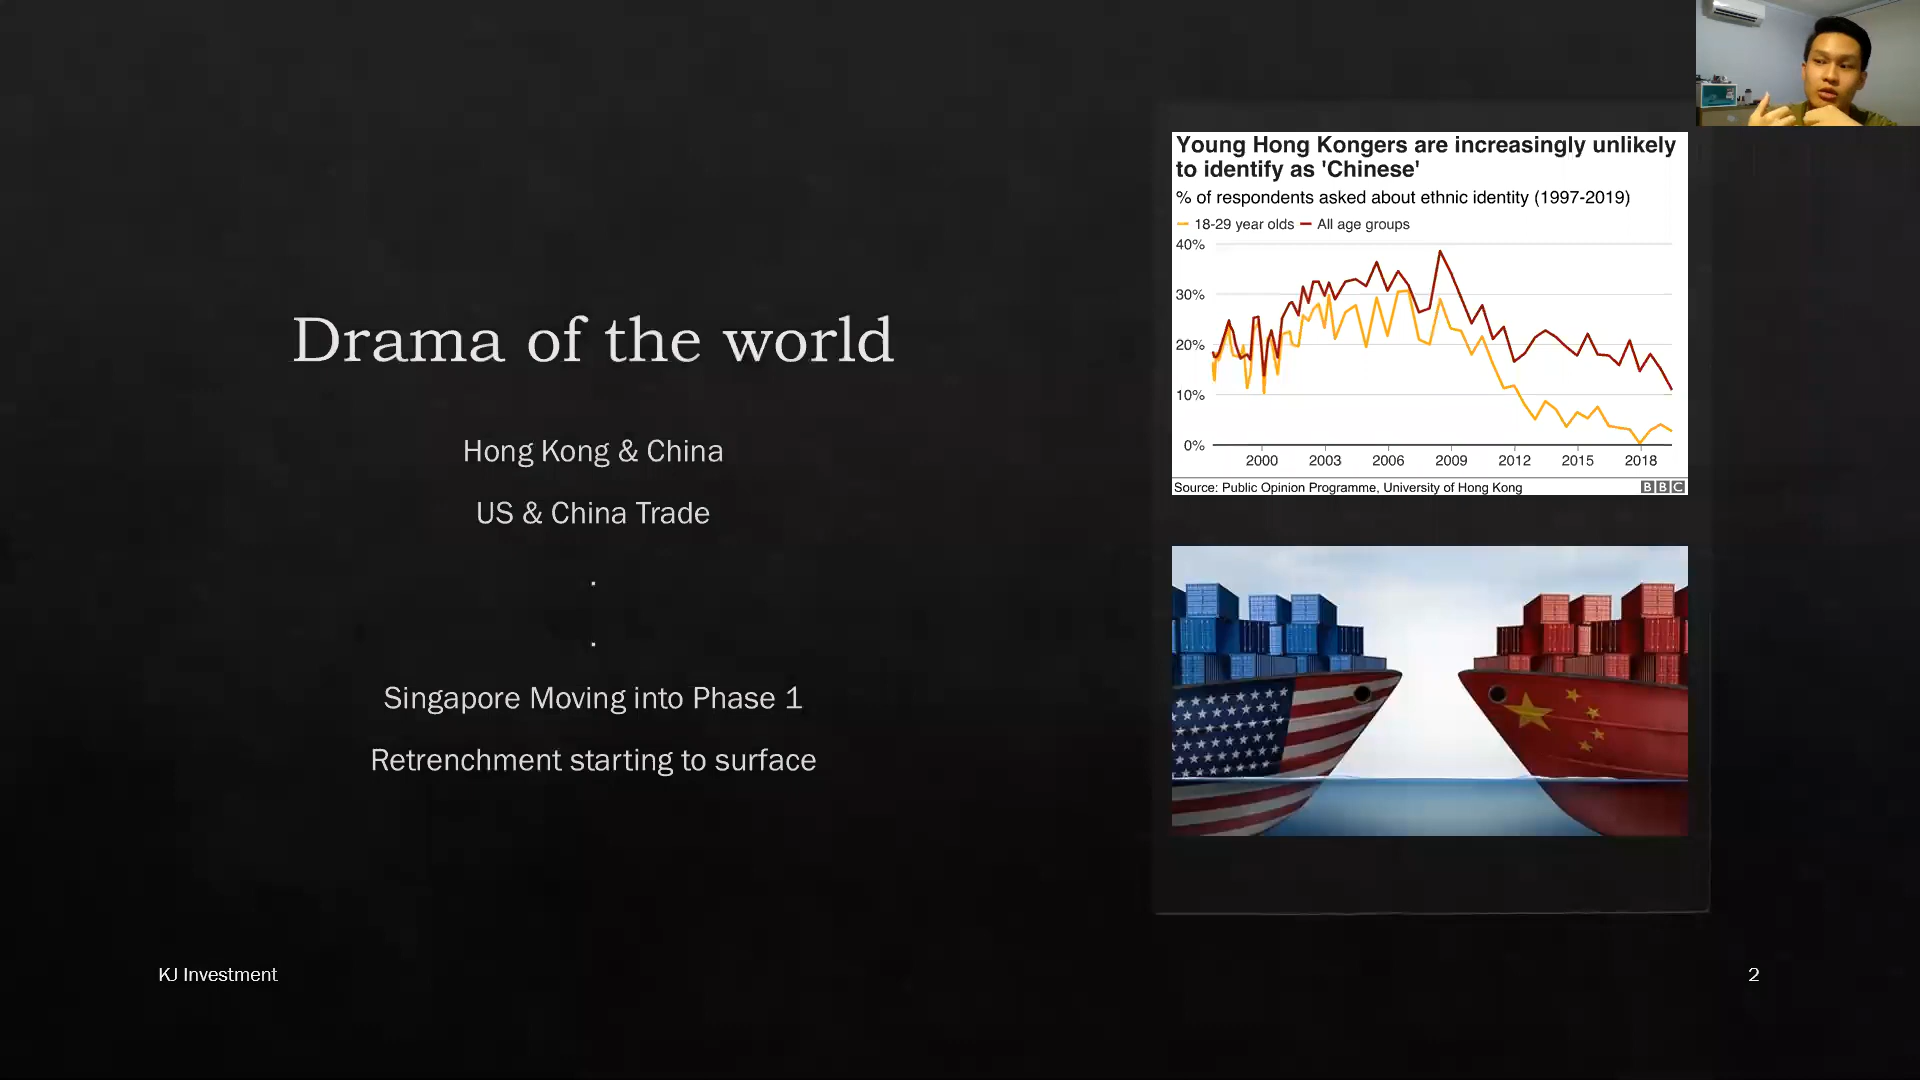 Drama of the world
Hong Kong & China
US & China Trade
.
.
Singapore Moving into Phase 1
Retrenchment starting to surface
Young Hong Kongers are increasingly unlikely
to identify as 'Chinese'
% of respondents asked about ethnic identity (1997-2019)
18-29 year olds All age groups
40%
30%
20%
10%
0%
2000 2003 2006 2009 2012 2015 2018
Source: Public Opinion Programme, University of Hong Kong BBC
KJ Investment
2